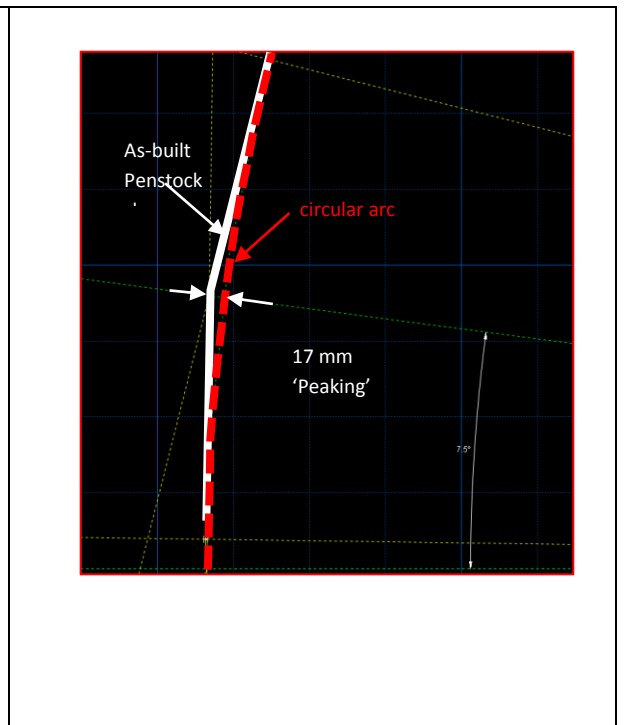 As-built
Penstock
'
circular arc
17 mm
‘Peaking’
7.5°